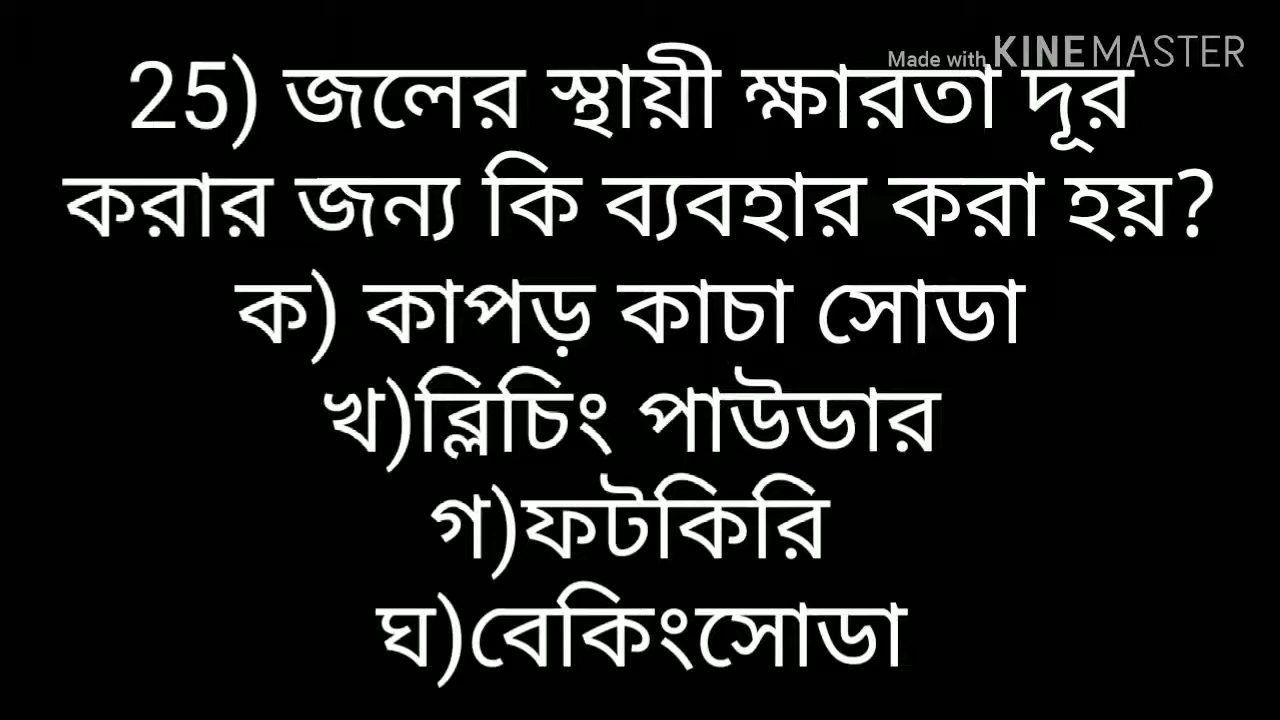 Made with KINEMASTER
25) জলের স্থায়ী ক্ষারতা দূর
করার জন্য কি ব্যবহার করা হয়?
ক) কাপড় কাচা সোডা
খ)ব্লিচিং পাউডার
গ)ফটকিরি
ঘ)বেকিংসোডা